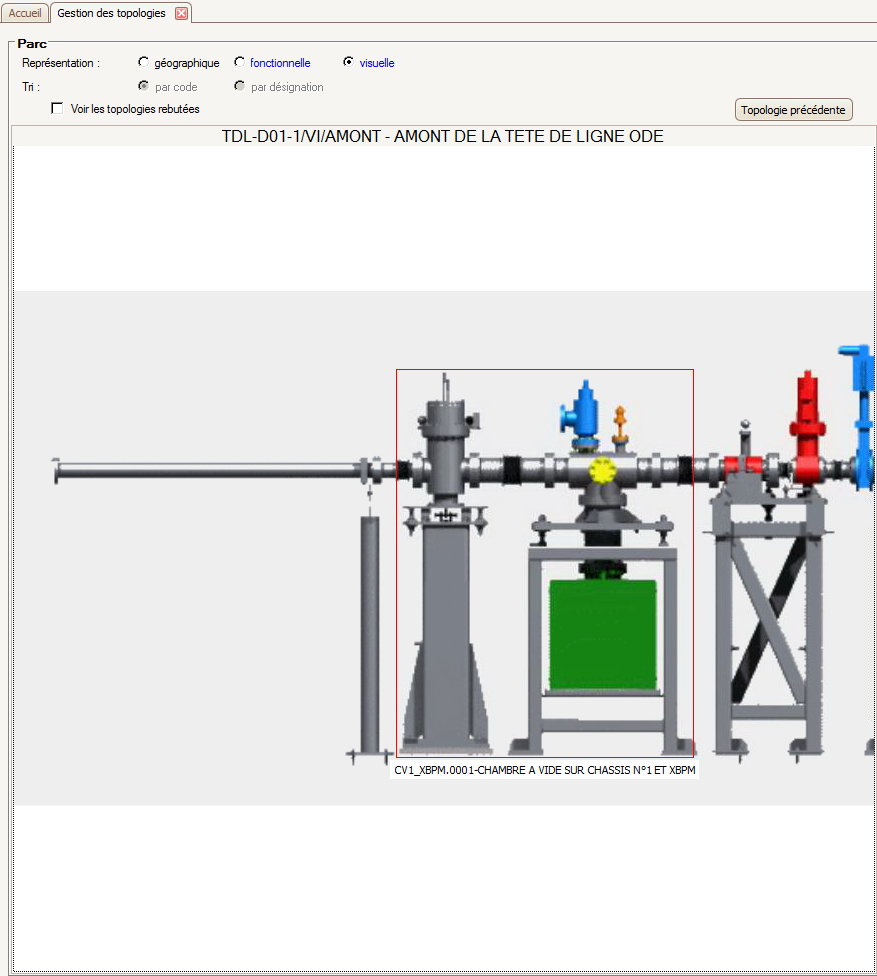 Accueil
Gestion des topologies
Parc
Représentation : géographique fonctionnelle visuelle
Tri : par code par désignation
Voir les topologies rebutées
Topologie précédente
TDL-D01-1/VI/AMONT - AMONT DE LA TETE DE LIGNE ODE
CV1_XBPM.0001-CHAMBRE A VIDE SUR CHASSIS N°1 ET XBPM